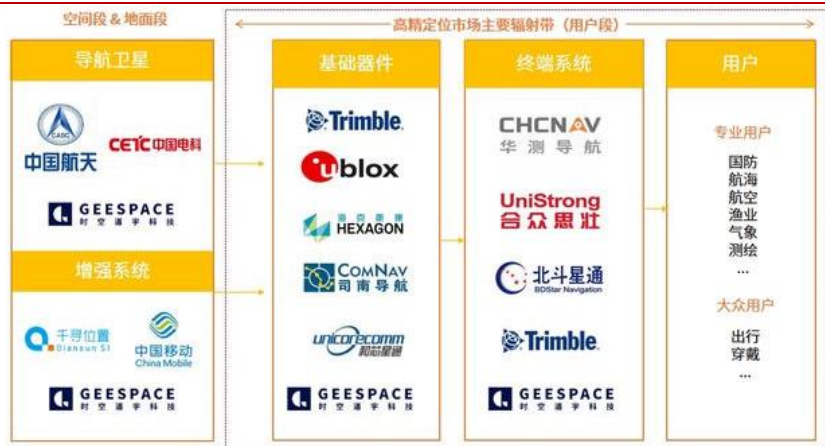 空间段 & 地面段
高精定位市场主要辐射带（用户段）
导航卫星
CASC
中国航天
CETC中国电科
GEESPACE
时空道宇科技
增强系统
千寻位置
中国移动
China Mobile
GEESPACE
时空道宇科技
基础器件
Trimble
ublox
HEXAGON
COMNAV
司南导航
unicorecomm
和芯星通
GEESPACE
时空道宇科技
终端系统
CHCNAV
华测导航
UniStrong
合众思壮
北斗星通
BDStar Navigation
Trimble
GEESPACE
时空道宇科技
用户
专业用户
国防
航海
航空
渔业
气象
测绘
...
大众用户
出行
穿戴
...